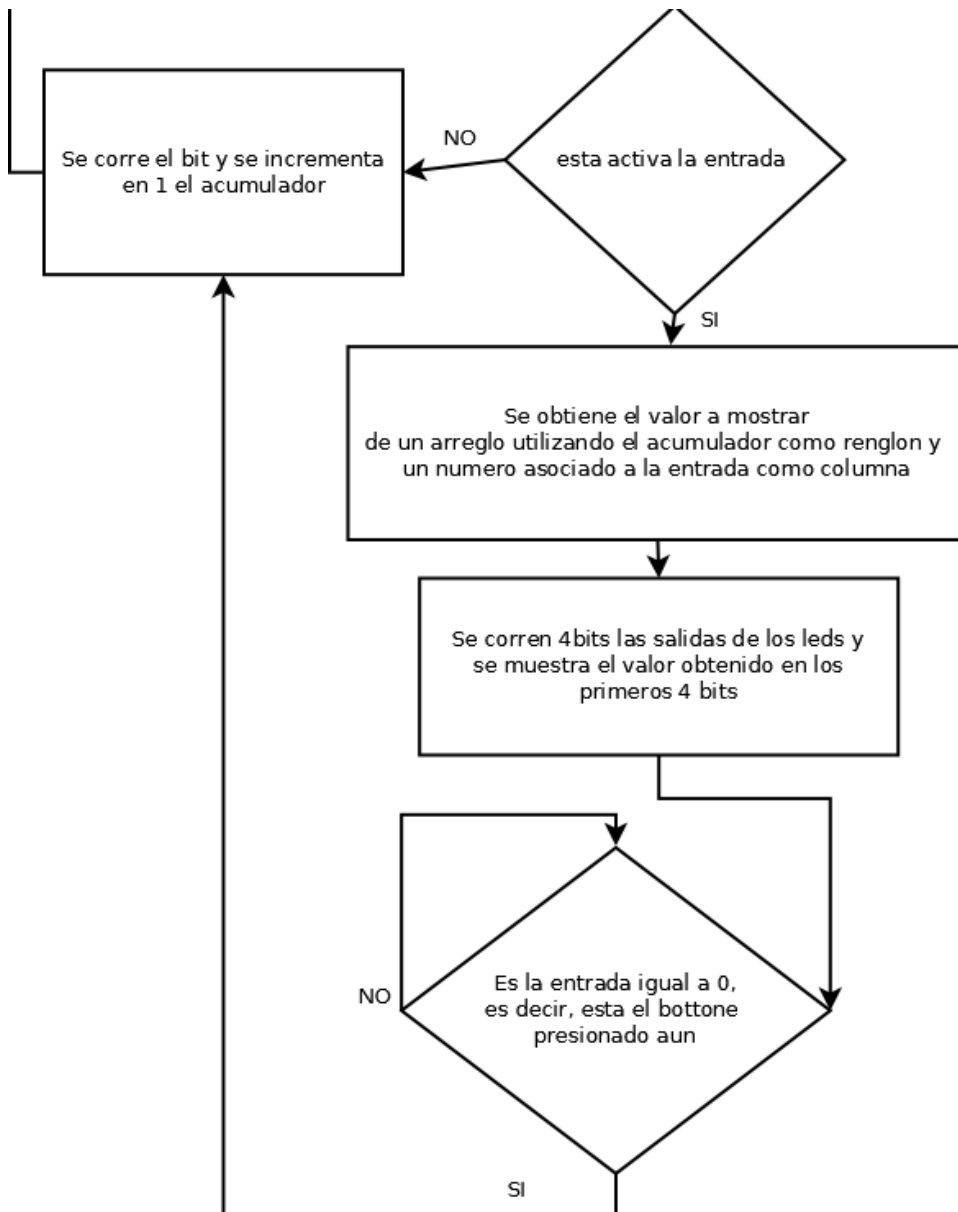 NO
Se corre el bit y se incrementa
en 1 el acumulador
esta activa la entrada
SI
Se obtiene el valor a mostrar
de un arreglo utilizando el acumulador como renglon y
un numero asociado a la entrada como columna
Se corren 4bits las salidas de los leds y
se muestra el valor obtenido en los
primeros 4 bits
Es la entrada igual a 0,
es decir, esta el bottone
presionado aun
NO
SI